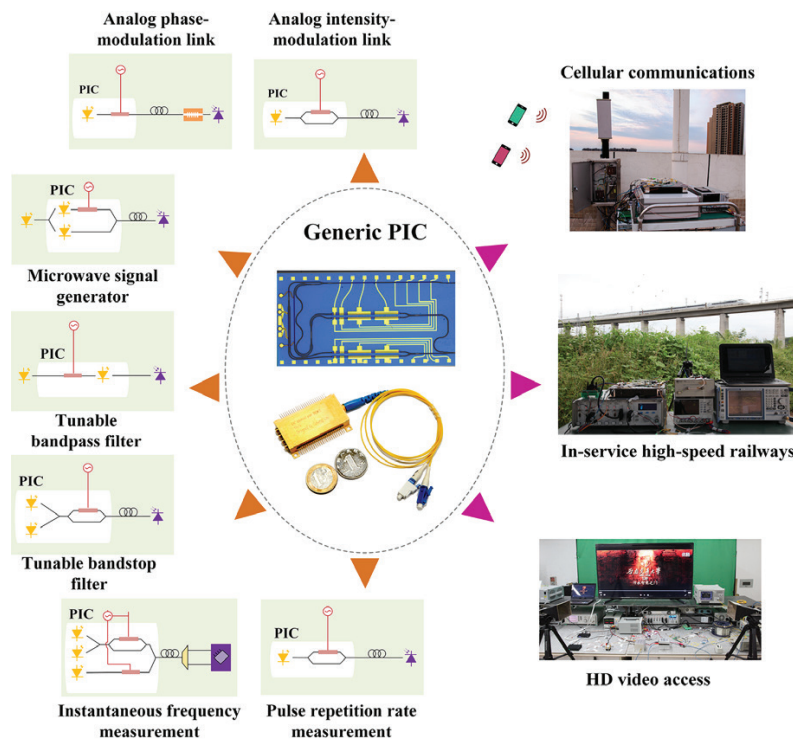 Analog phase-
modulation link
Analog intensity-
modulation link
PIC
PIC
Cellular communications
PIC
Microwave signal
generator
Generic PIC
PIC
Tunable
bandpass filter
In-service high-speed railways
PIC
Tunable bandstop
filter
PIC
PIC
Instantaneous frequency
measurement
Pulse repetition rate
measurement
HD video access